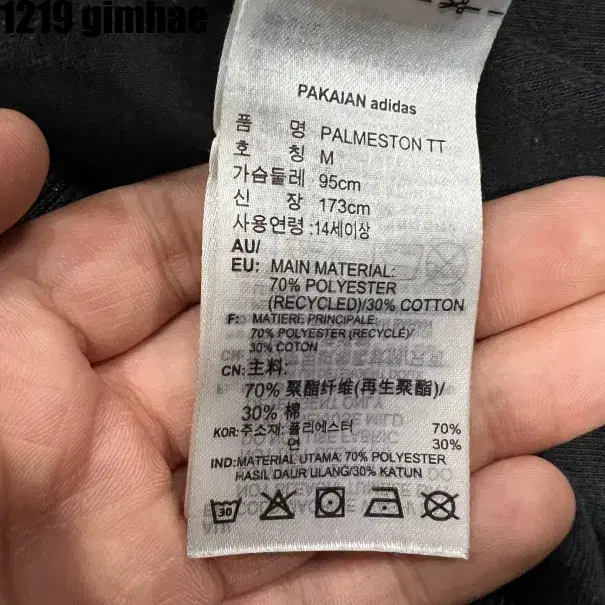 1219 gimhae
PAKAIAN adidas
품 명 PALMESTON TT
호 칭 M
가슴둘레 95cm
신 장 173cm
사용연령:14세이상
AU/
EU: MAIN MATERIAL:
70% POLYESTER
(RECYCLED)/30% COTTON
F: MATIERE PRINCIPALE:
70% POLYESTER (RECYCLE)/
30% COTON
CN:主料:
70% 聚酯纤维(再生聚酯)/
30% 棉
KOR:주소재:폴리에스터 70%
면 30%
IND:MATERIAL UTAMA: 70% POLYESTER
HASIL DAUR ULANG/30% KATUN
30